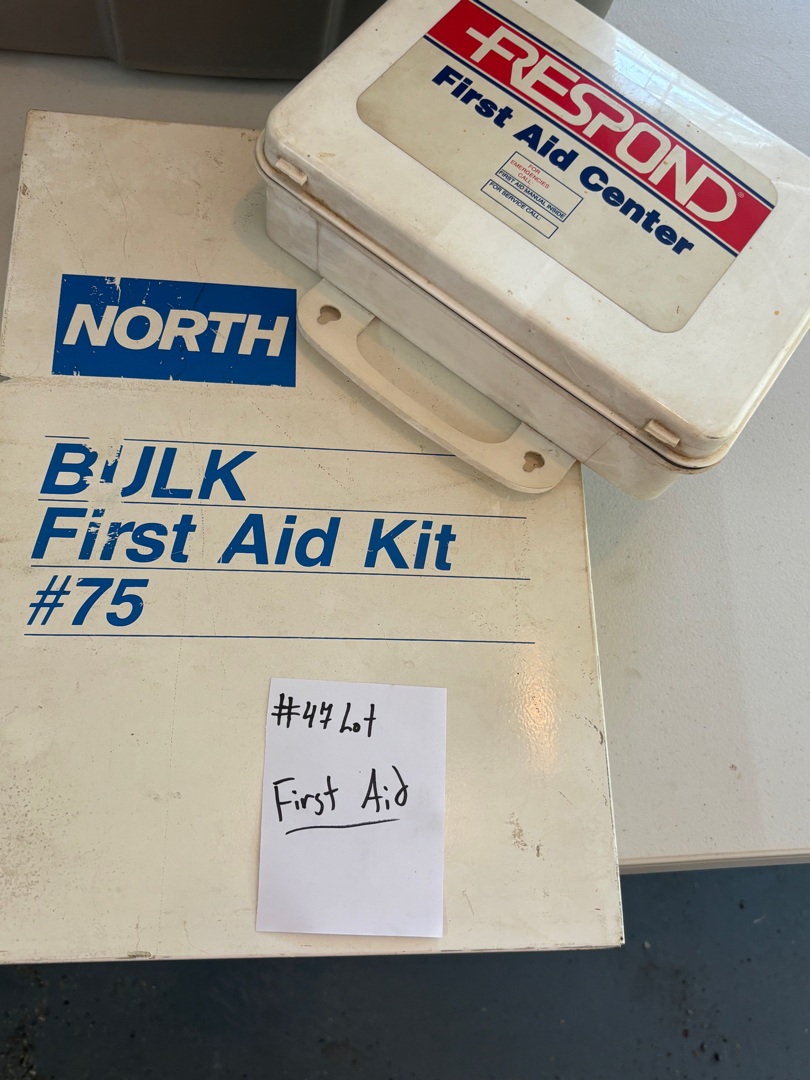 RESPOND
First Aid Center
FOR
EMERGENCIES
CALL:
FIRST AID MANUAL INSIDE
FOR SERVICE CALL:
NORTH
BULK
First Aid Kit
#75
#47 Lot
First Aid